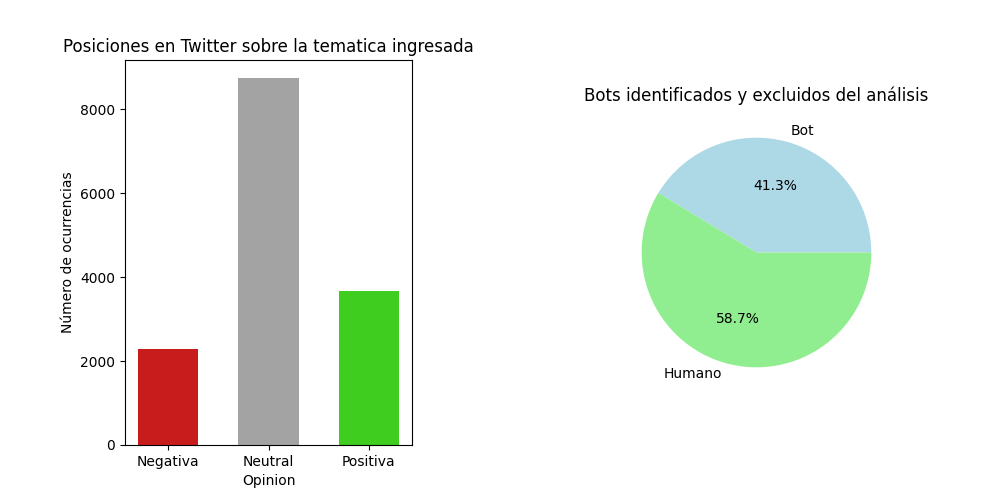 Posiciones en Twitter sobre la tematica ingresada
Número de ocurrencias
8000
6000
4000
2000
0
Negativa
Neutral
Positiva
Opinion
Bots identificados y excluidos del análisis
Bot
41.3%
58.7%
Humano